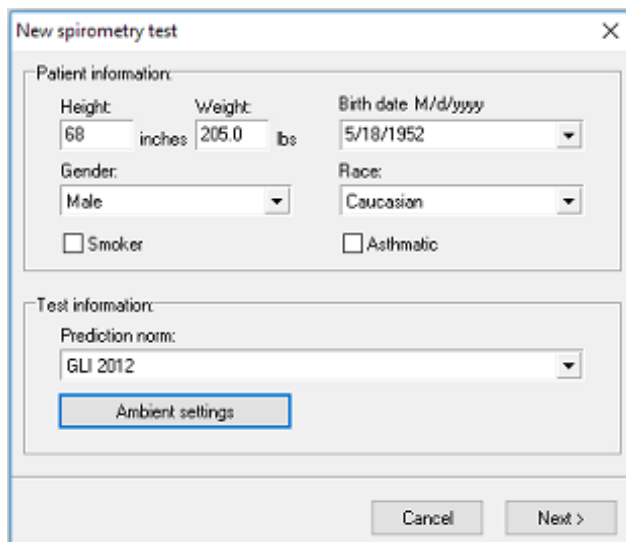 New spirometry test
Patient information:
Height: Weight: Birth date M/d/yyyy
68 inches 205.0 lbs 5/18/1952
Gender: Race:
Male Caucasian
Smoker Asthmatic
Test information:
Prediction norm:
GLI 2012
Ambient settings
Cancel Next >